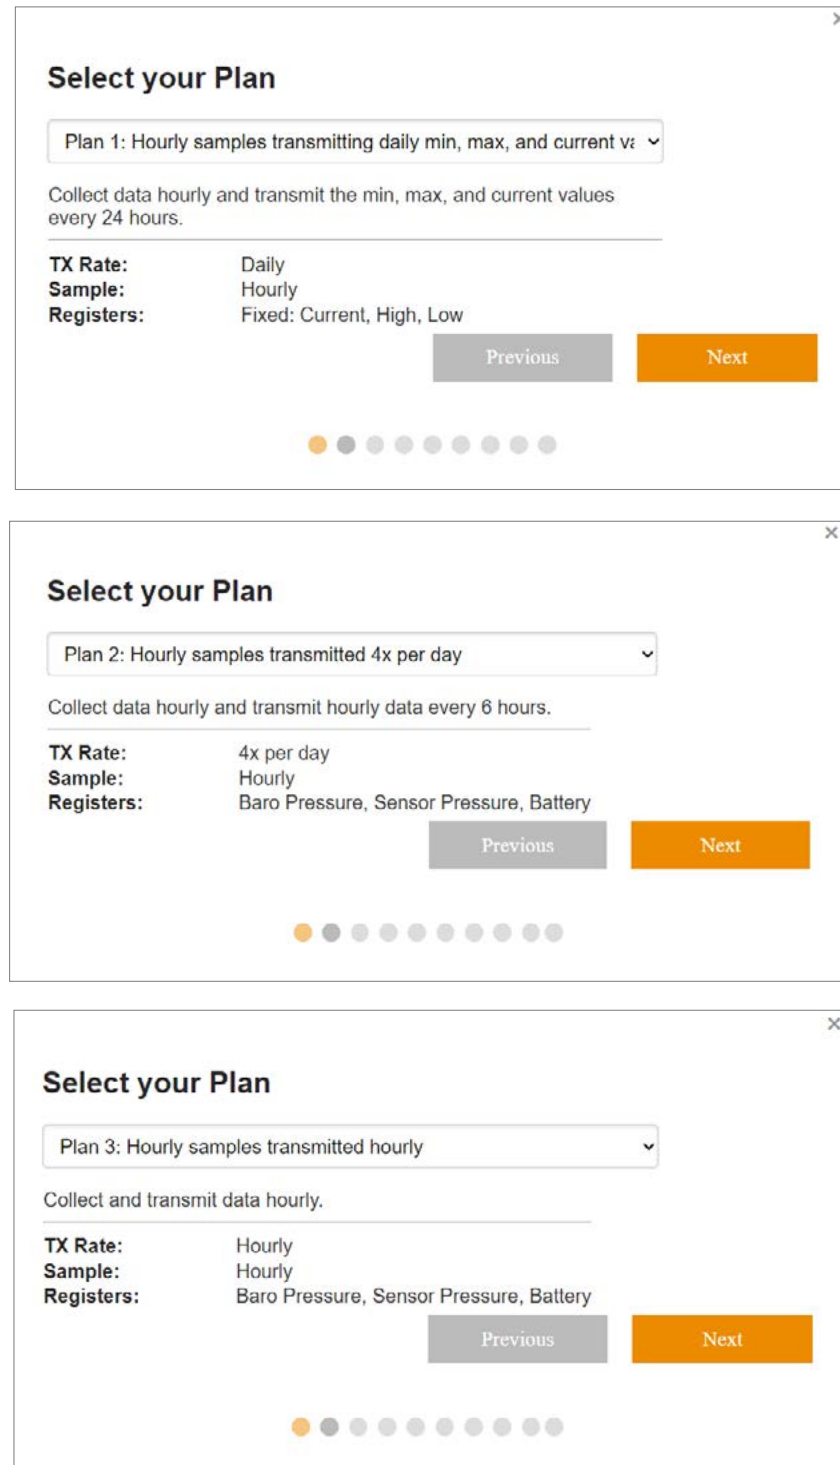 ×
Select your Plan
Plan 1: Hourly samples transmitting daily min, max, and current va
Collect data hourly and transmit the min, max, and current values
every 24 hours.
TX Rate: Daily
Sample: Hourly
Registers: Fixed: Current, High, Low
Previous Next
×
Select your Plan
Plan 2: Hourly samples transmitted 4x per day
Collect data hourly and transmit hourly data every 6 hours.
TX Rate: 4x per day
Sample: Hourly
Registers: Baro Pressure, Sensor Pressure, Battery
Previous Next
×
Select your Plan
Plan 3: Hourly samples transmitted hourly
Collect and transmit data hourly.
TX Rate: Hourly
Sample: Hourly
Registers: Baro Pressure, Sensor Pressure, Battery
Previous Next